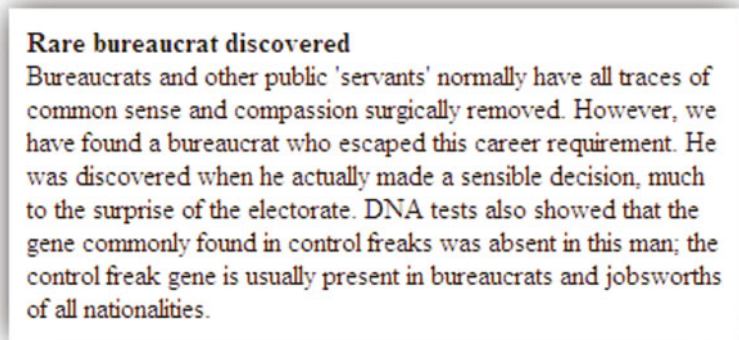 Rare bureaucrat discovered
Bureaucrats and other public 'servants' normally have all traces of
common sense and compassion surgically removed. However, we
have found a bureaucrat who escaped this career requirement. He
was discovered when he actually made a sensible decision, much
to the surprise of the electorate. DNA tests also showed that the
gene commonly found in control freaks was absent in this man; the
control freak gene is usually present in bureaucrats and jobsworths
of all nationalities.